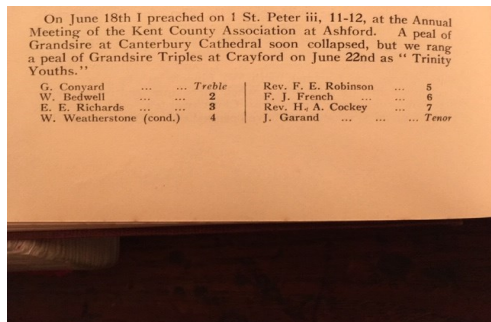 On June 18th I preached on 1 St. Peter iii, 11-12, at the Annual
Meeting of the Kent County Association at Ashford. A peal of
Grandsire at Canterbury Cathedral soon collapsed, but we rang
a peal of Grandsire Triples at Crayford on June 22nd as " Trinity
Youths."
G. Conyard ... ... Treble
W. Bedwell ... ... 2
E. E. Richards ... ... 3
W. Weatherstone (cond.) 4
Rev. F. E. Robinson ... 5
F. J. French ... ... 6
Rev. H. A. Cockey ... 7
J. Garand ... ... ... Tenor